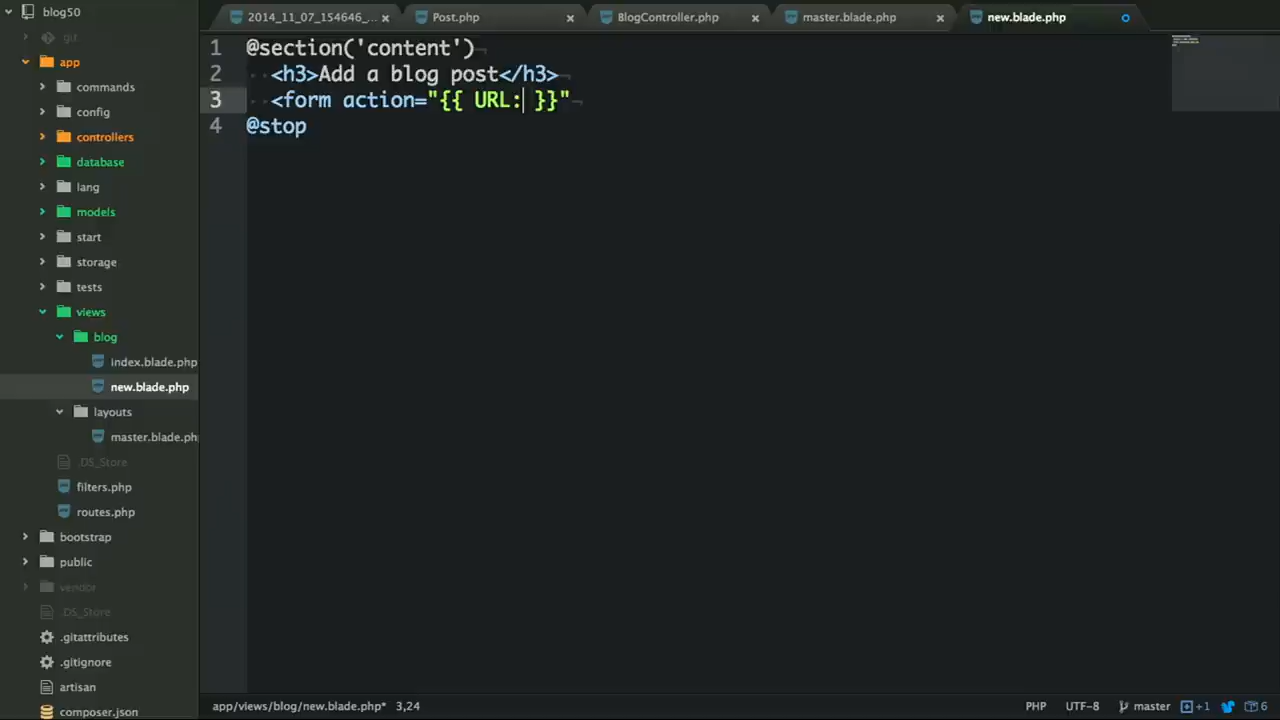 blog50
2014_11_07_154646_...
Post.php
BlogController.php
master.blade.php
new.blade.php
git
app
commands
config
controllers
database
lang
models
start
storage
tests
views
blog
index.blade.php
new.blade.php
layouts
master.blade.ph
.DS_Store
filters.php
routes.php
bootstrap
public
vendor
.DS_Store
.gitattributes
.gitignore
artisan
composer.json
1 @section('content')
2 <h3>Add a blog post</h3>
3 <form action="{{ URL: }}"
4 @stop
app/views/blog/new.blade.php* 3,24
PHP UTF-8 master +1 6